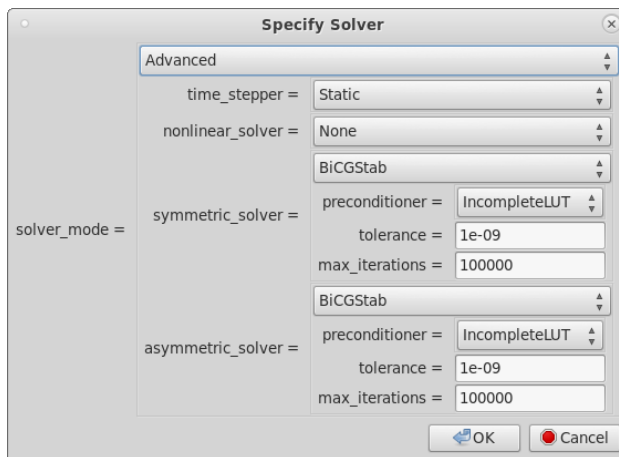 Specify Solver
Advanced
time_stepper = Static
nonlinear_solver = None
BiCGStab
preconditioner = IncompleteLUT
symmetric_solver =
tolerance = 1e-09
solver_mode =
max_iterations = 100000
BiCGStab
preconditioner = IncompleteLUT
asymmetric_solver =
tolerance = 1e-09
max_iterations = 100000
OK Cancel